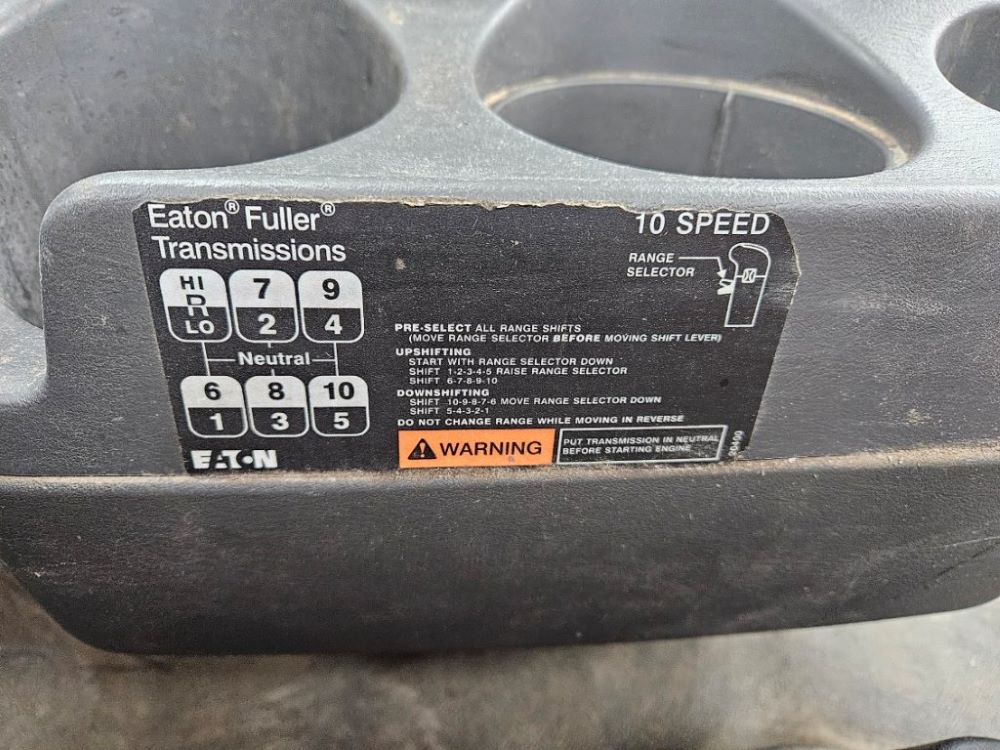 Eaton® Fuller®
Transmissions
10 SPEED
RANGE
SELECTOR
HI 7 9
R
LO 2 4
Neutral
6 8 10
1 3 5
PRE-SELECT ALL RANGE SHIFTS
(MOVE RANGE SELECTOR BEFORE MOVING SHIFT LEVER)
UPSHIFTING
START WITH RANGE SELECTOR DOWN
SHIFT 1-2-3-4-5 RAISE RANGE SELECTOR
SHIFT 6-7-8-9-10
DOWNSHIFTING
SHIFT 10-9-8-7-6 MOVE RANGE SELECTOR DOWN
SHIFT 5-4-3-2-1
DO NOT CHANGE RANGE WHILE MOVING IN REVERSE
WARNING
PUT TRANSMISSION IN NEUTRAL
BEFORE STARTING ENGINE
EATON